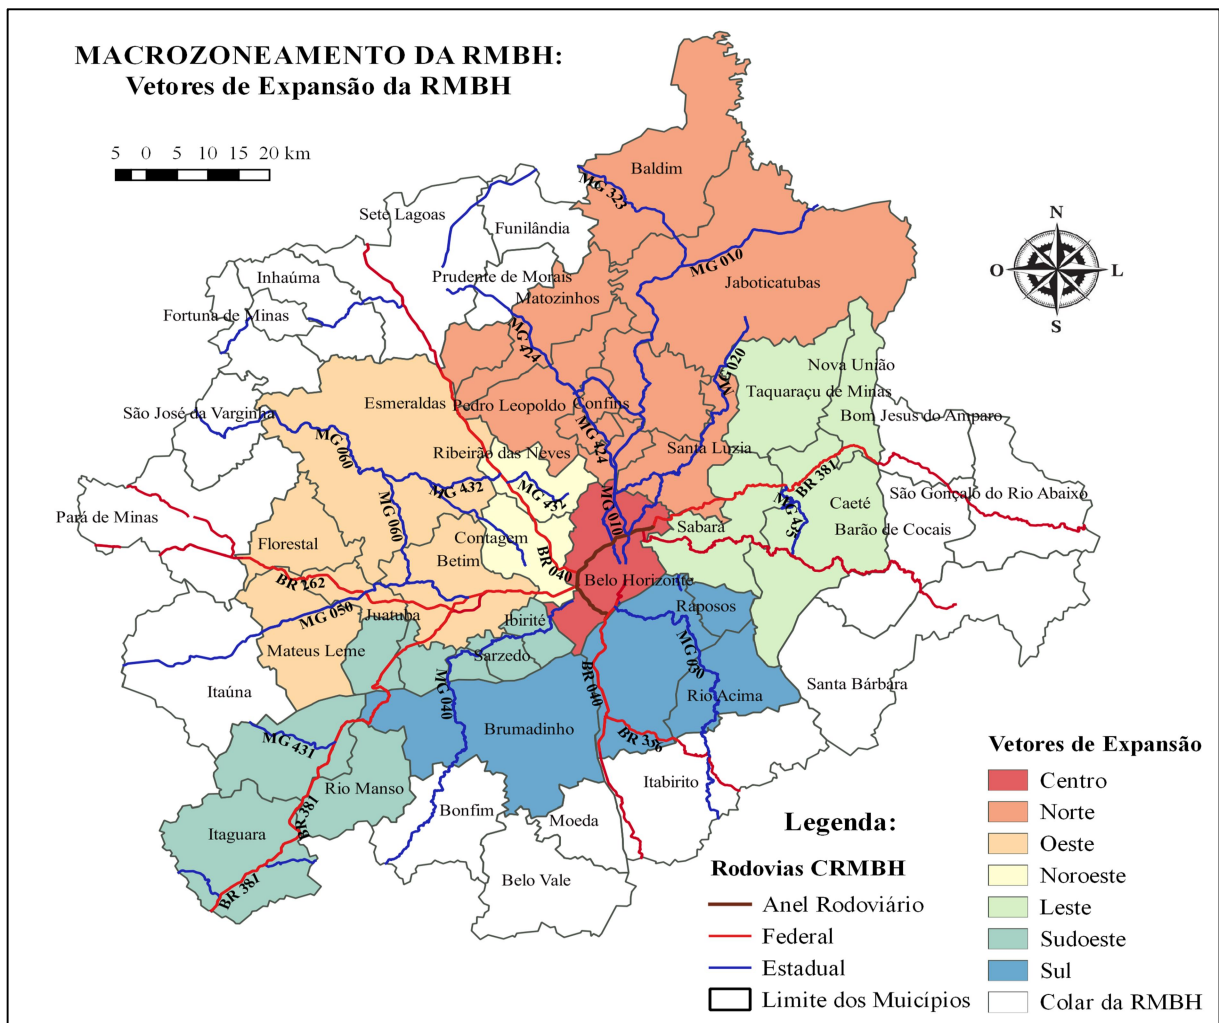 MACROZONEAMENTO DA RMBH:
Vetores de Expansão da RMBH
5 0 5 10 15 20 km
N
O
L
S
Baldim
MG 323
Sete Lagoas
Funilândia
MG 010
Inhaúma
Prudente de Morais
Jaboticatubas
Matozinhos
Fortuna de Minas
MG 424
MG 020
Nova União
Taquaraçu de Minas
Esmeraldas
Pedro Leopoldo
Confins
São José da Varginha
Bom Jesus do Amparo
MG 060
MG 424
Ribeirão das Neves
Santa Luzia
BR 381
MG 432
MG 432
São Gonçalo do Rio Abaixo
Caeté
MG 435
Pará de Minas
MG 060
MG 010
Sabará
Barão de Cocais
Florestal
Contagem
Betim
BR 040
Belo Horizonte
BR 262
MG 050
Juatuba
Ibirité
Raposos
Mateus Leme
Sarzedo
MG 030
Itaúna
MG 040
BR 040
Rio Acima
Santa Bárbara
Brumadinho
BR 356
MG 431
Rio Manso
Itabirito
Bonfim
Moeda
BR 381
Itaguara
BR 381
Belo Vale
Legenda:
Rodovias CRMBH
Anel Rodoviário
Federal
Estadual
Limite dos Muicípios
Vetores de Expansão
Centro
Norte
Oeste
Noroeste
Leste
Sudoeste
Sul
Colar da RMBH